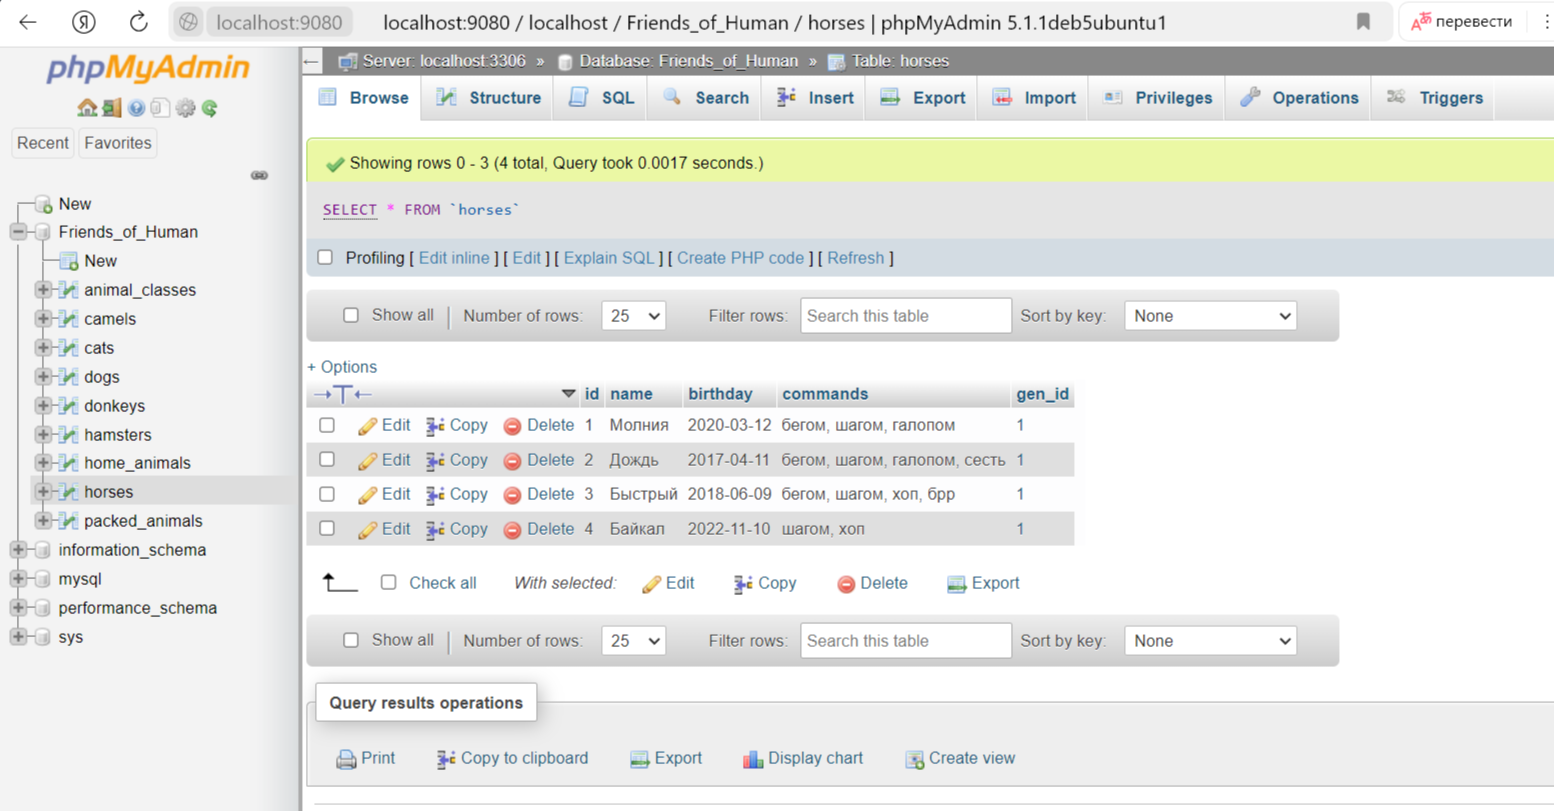 localhost:9080 localhost:9080 / localhost / Friends_of_Human / horses | phpMyAdmin 5.1.1deb5ubuntu1 перевести
phpMyAdmin
Recent Favorites
New
Friends_of_Human
New
animal_classes
camels
cats
dogs
donkeys
hamsters
home_animals
horses
packed_animals
information_schema
mysql
performance_schema
sys
Server: localhost:3306 » Database: Friends_of_Human » Table: horses
Browse Structure SQL Search Insert Export Import Privileges Operations Triggers
Showing rows 0 - 3 (4 total, Query took 0.0017 seconds.)
SELECT * FROM `horses`
Profiling [ Edit inline ] [ Edit ] [ Explain SQL ] [ Create PHP code ] [ Refresh ]
Show all | Number of rows: 25 Filter rows: Search this table Sort by key: None
+ Options
←T→ id name birthday commands gen_id
Edit Copy Delete 1 Молния 2020-03-12 бегом, шагом, галопом 1
Edit Copy Delete 2 Дождь 2017-04-11 бегом, шагом, галопом, сесть 1
Edit Copy Delete 3 Быстрый 2018-06-09 бегом, шагом, хоп, брр 1
Edit Copy Delete 4 Байкал 2022-11-10 шагом, хоп 1
Check all With selected: Edit Copy Delete Export
Show all | Number of rows: 25 Filter rows: Search this table Sort by key: None
Query results operations
Print Copy to clipboard Export Display chart Create view